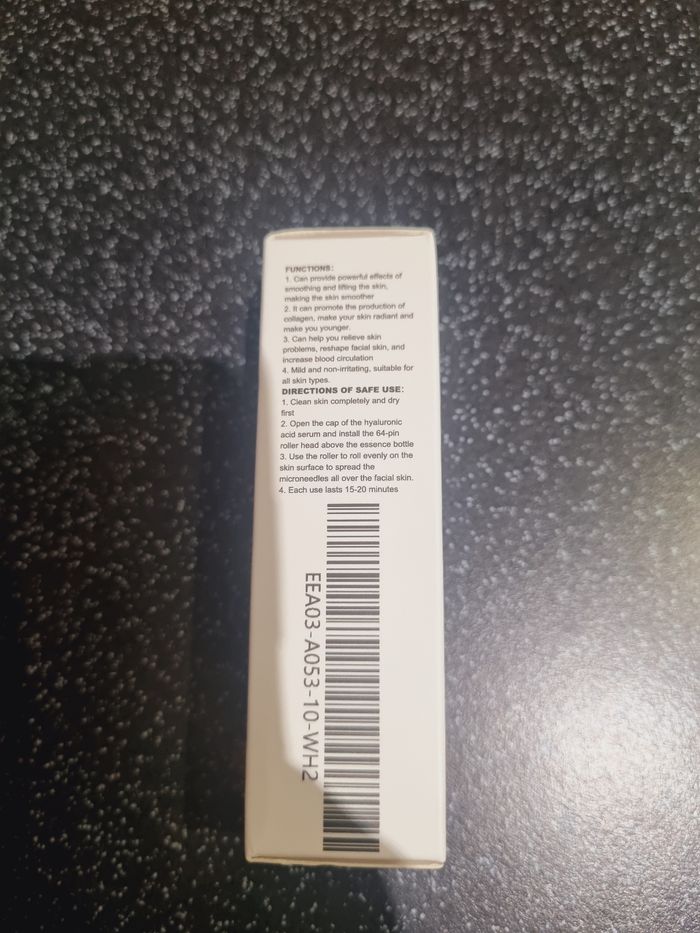 FUNCTIONS:
1. Can provide powerful effects of
smoothing and lifting the skin,
making the skin smoother
2. It can promote the production of
collagen, make your skin radiant and
make you younger.
3. Can help you relieve skin
problems, reshape facial skin, and
increase blood circulation
4. Mild and non-irritating, suitable for
all skin types.
DIRECTIONS OF SAFE USE:
1. Clean skin completely and dry
first
2. Open the cap of the hyaluronic
acid serum and install the 64-pin
roller head above the essence bottle
3. Use the roller to roll evenly on the
skin surface to spread the
microneedles all over the facial skin.
4. Each use lasts 15-20 minutes
EEA03-A053-10-WH2